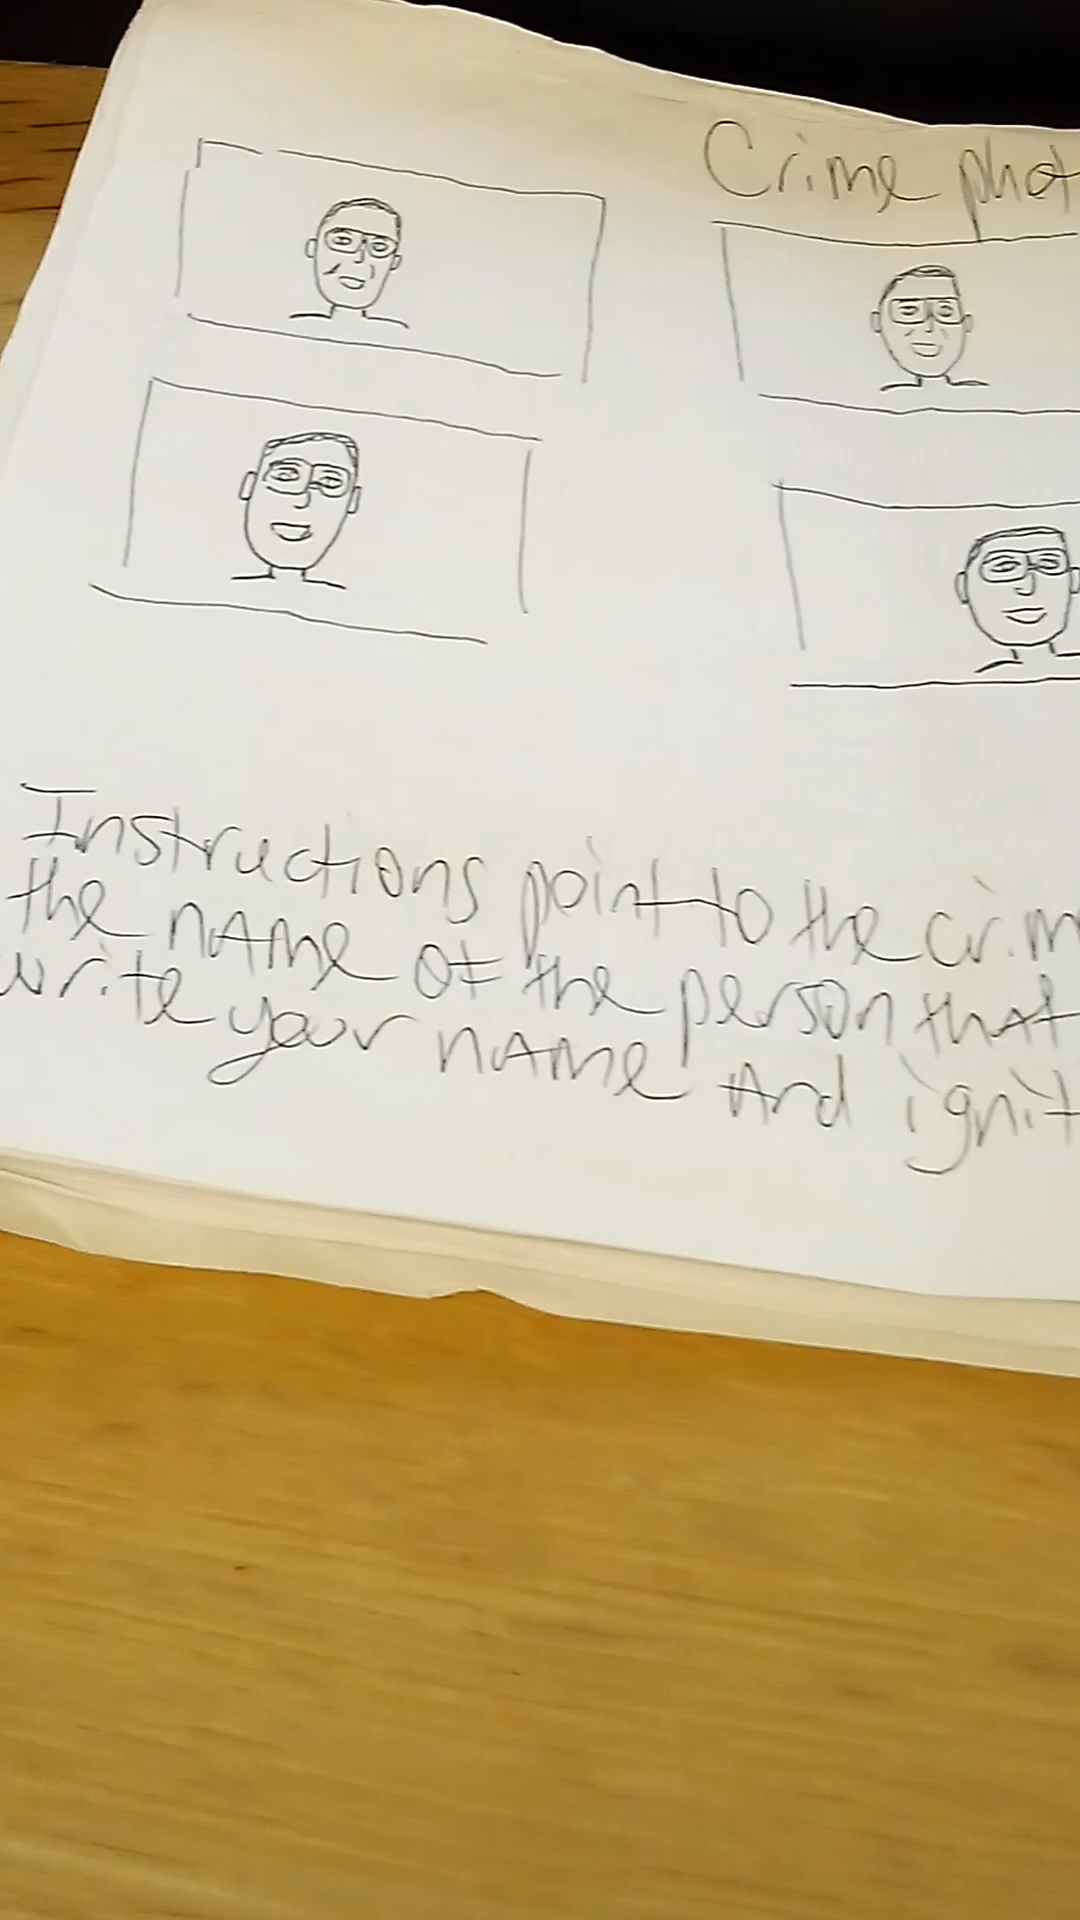 Crime phot
Instructions point to the crim
the name of the person that
write your name And ignit